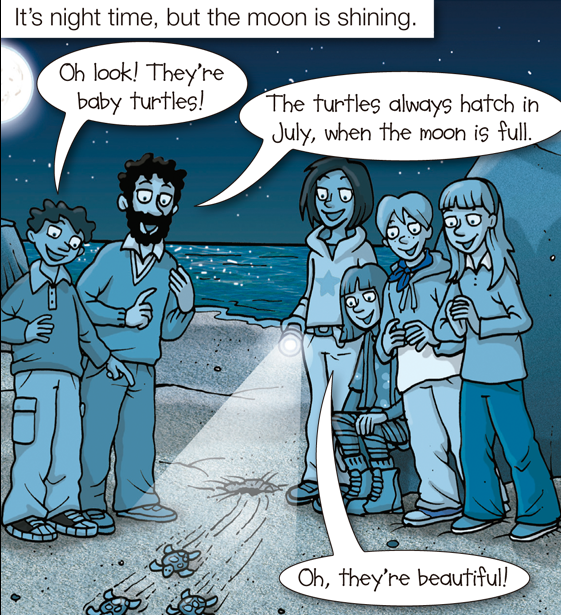 It's night time, but the moon is shining.
Oh look! They're
baby turtles!
The turtles always hatch in
July, when the moon is full.
Oh, they're beautiful!